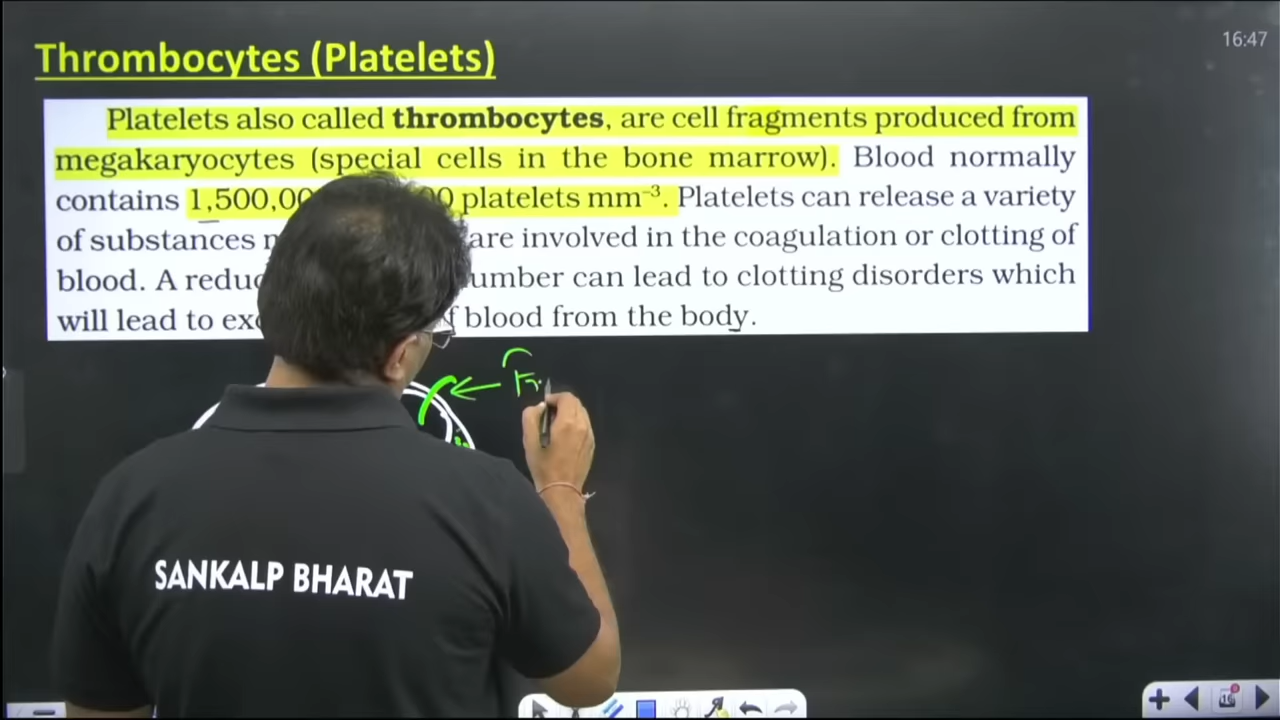 Thrombocytes (Platelets)
16:47
Platelets also called thrombocytes, are cell fragments produced from
megakaryocytes (special cells in the bone marrow). Blood normally
contains 1,500,00 00 platelets mm⁻³. Platelets can release a variety
of substances are involved in the coagulation or clotting of
blood. A number can lead to clotting disorders which
will lead to of blood from the body.
SANKALP BHARAT